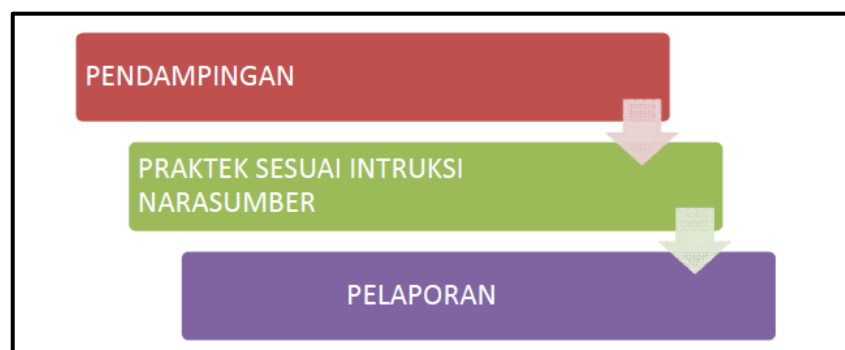 PENDAMPINGAN
PRAKTEK SESUAI INTRUKSI
NARASUMBER
PELAPORAN